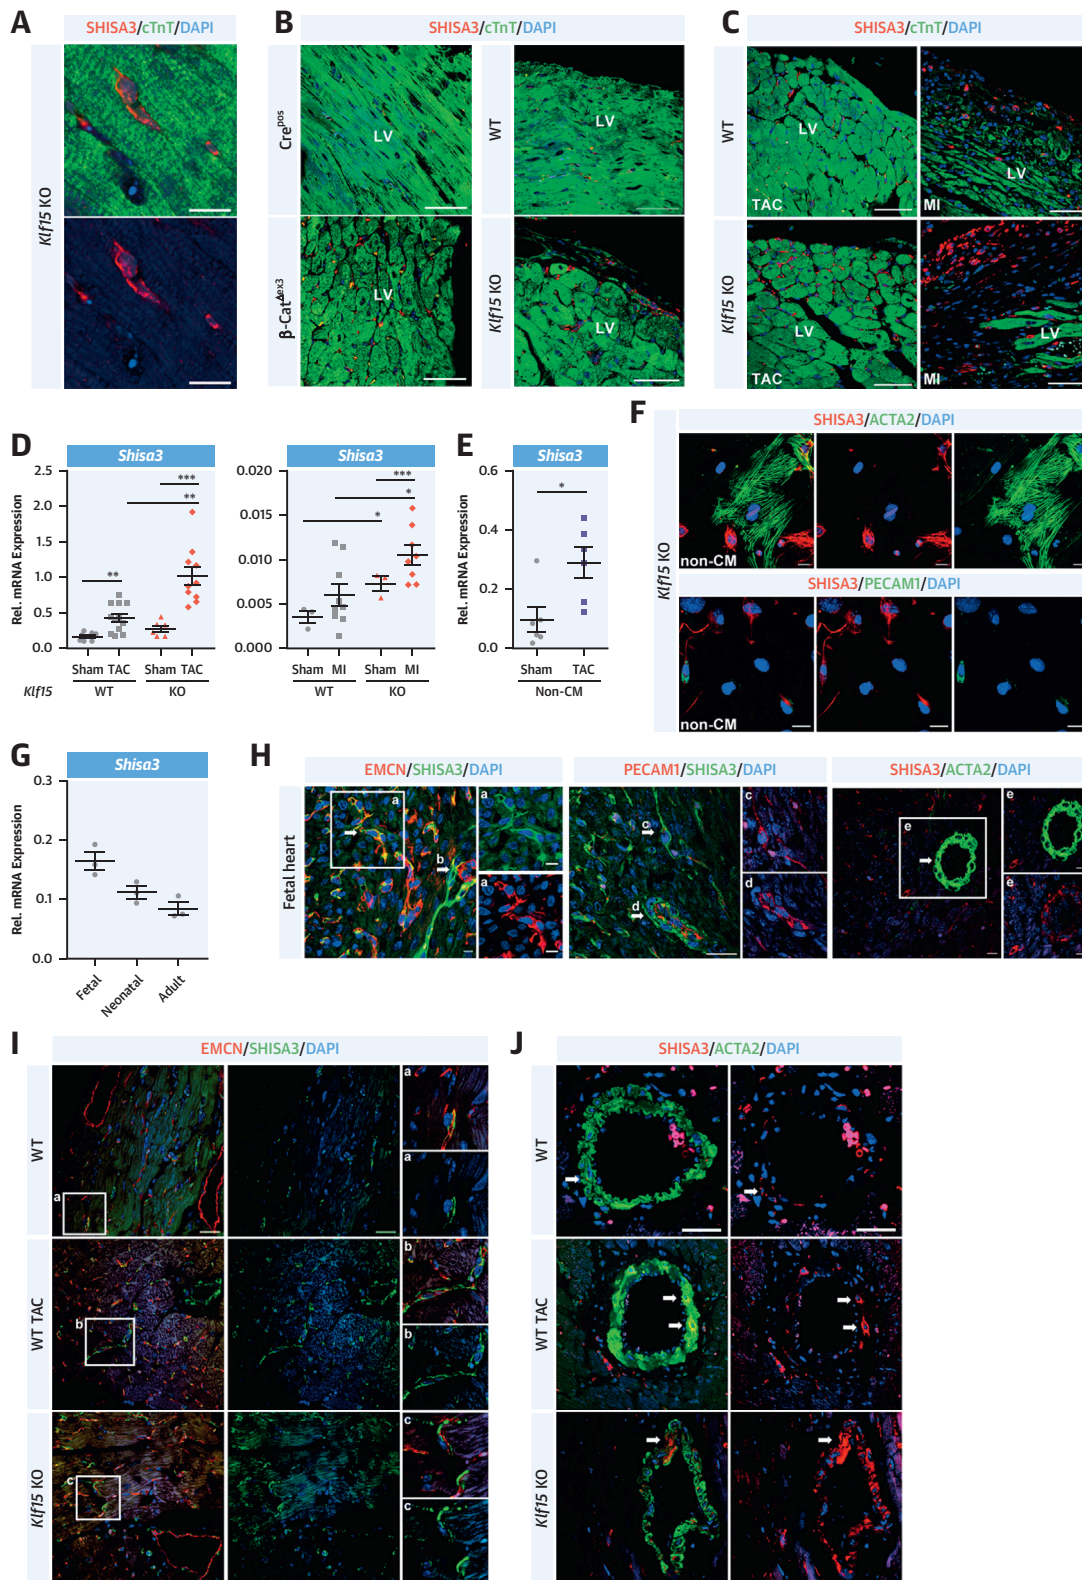 A
SHISA3/cTnT/DAPI
Klf15 KO
B
SHISA3/cTnT/DAPI
Cre^pos
LV
WT
LV
β-Cat^Δex3
LV
Klf15 KO
LV
C
SHISA3/cTnT/DAPI
WT
LV
TAC
LV
MI
Klf15 KO
LV
TAC
LV
MI
D
Shisa3
Rel. mRNA Expression
2.5
2.0
1.5
1.0
0.5
0.0
**
***
**
Sham TAC Sham TAC
Klf15 WT KO
Shisa3
0.020
0.015
0.010
0.005
0.000
*
***
*
Sham MI Sham MI
WT KO
E
Shisa3
Rel. mRNA Expression
0.6
0.4
0.2
0.0
*
Sham TAC
Non-CM
F
Klf15 KO
SHISA3/ACTA2/DAPI
non-CM
SHISA3/PECAM1/DAPI
non-CM
G
Shisa3
Rel. mRNA Expression
0.3
0.2
0.1
0.0
Fetal
Neonatal
Adult
H
Fetal heart
EMCN/SHISA3/DAPI
a
b
a
a
PECAM1/SHISA3/DAPI
c
d
c
d
SHISA3/ACTA2/DAPI
e
e
e
I
EMCN/SHISA3/DAPI
WT
a
a
a
WT TAC
b
b
b
Klf15 KO
c
c
c
J
SHISA3/ACTA2/DAPI
WT
WT TAC
Klf15 KO